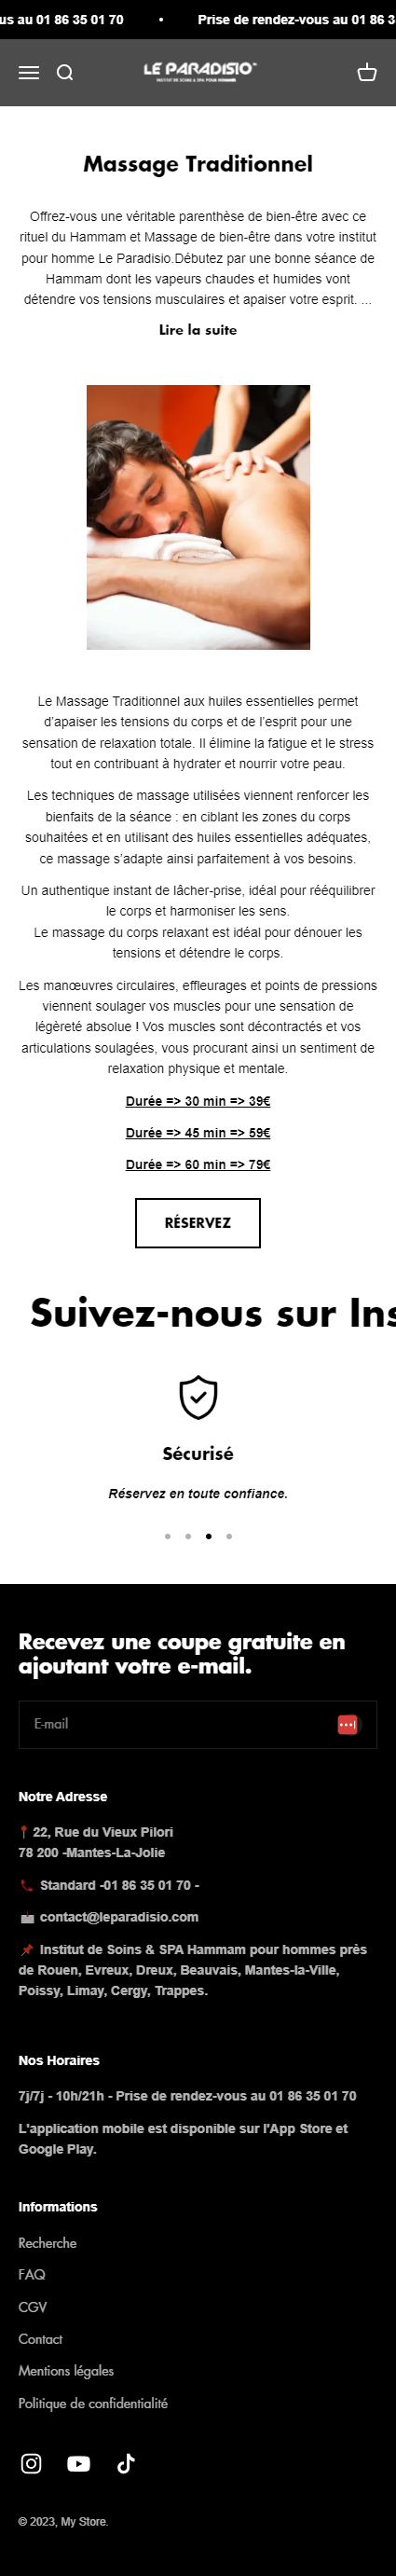 us au 01 86 35 01 70 • Prise de rendez-vous au 01 86 3
LE PARADISIO™
INSTITUT DE SOINS & SPA POUR HOMMES
Massage Traditionnel
Offrez-vous une véritable parenthèse de bien-être avec ce
rituel du Hammam et Massage de bien-être dans votre institut
pour homme Le Paradisio.Débutez par une bonne séance de
Hammam dont les vapeurs chaudes et humides vont
détendre vos tensions musculaires et apaiser votre esprit. ...
Lire la suite
Le Massage Traditionnel aux huiles essentielles permet
d’apaiser les tensions du corps et de l’esprit pour une
sensation de relaxation totale. Il élimine la fatigue et le stress
tout en contribuant à hydrater et nourrir votre peau.
Les techniques de massage utilisées viennent renforcer les
bienfaits de la séance : en ciblant les zones du corps
souhaitées et en utilisant des huiles essentielles adéquates,
ce massage s’adapte ainsi parfaitement à vos besoins.
Un authentique instant de lâcher-prise, idéal pour rééquilibrer
le corps et harmoniser les sens.
Le massage du corps relaxant est idéal pour dénouer les
tensions et détendre le corps.
Les manœuvres circulaires, effleurages et points de pressions
viennent soulager vos muscles pour une sensation de
légèreté absolue ! Vos muscles sont décontractés et vos
articulations soulagées, vous procurant ainsi un sentiment de
relaxation physique et mentale.
Durée => 30 min => 39€
Durée => 45 min => 59€
Durée => 60 min => 79€
RÉSERVEZ
Suivez-nous sur Ins
Sécurisé
Réservez en toute confiance.
Recevez une coupe gratuite en
ajoutant votre e-mail.
E-mail
Notre Adresse
22, Rue du Vieux Pilori
78 200 -Mantes-La-Jolie
Standard -01 86 35 01 70 -
contact@leparadisio.com
Institut de Soins & SPA Hammam pour hommes près
de Rouen, Evreux, Dreux, Beauvais, Mantes-la-Ville,
Poissy, Limay, Cergy, Trappes.
Nos Horaires
7j/7j - 10h/21h - Prise de rendez-vous au 01 86 35 01 70
L'application mobile est disponible sur l'App Store et
Google Play.
Informations
Recherche
FAQ
CGV
Contact
Mentions légales
Politique de confidentialité
© 2023, My Store.